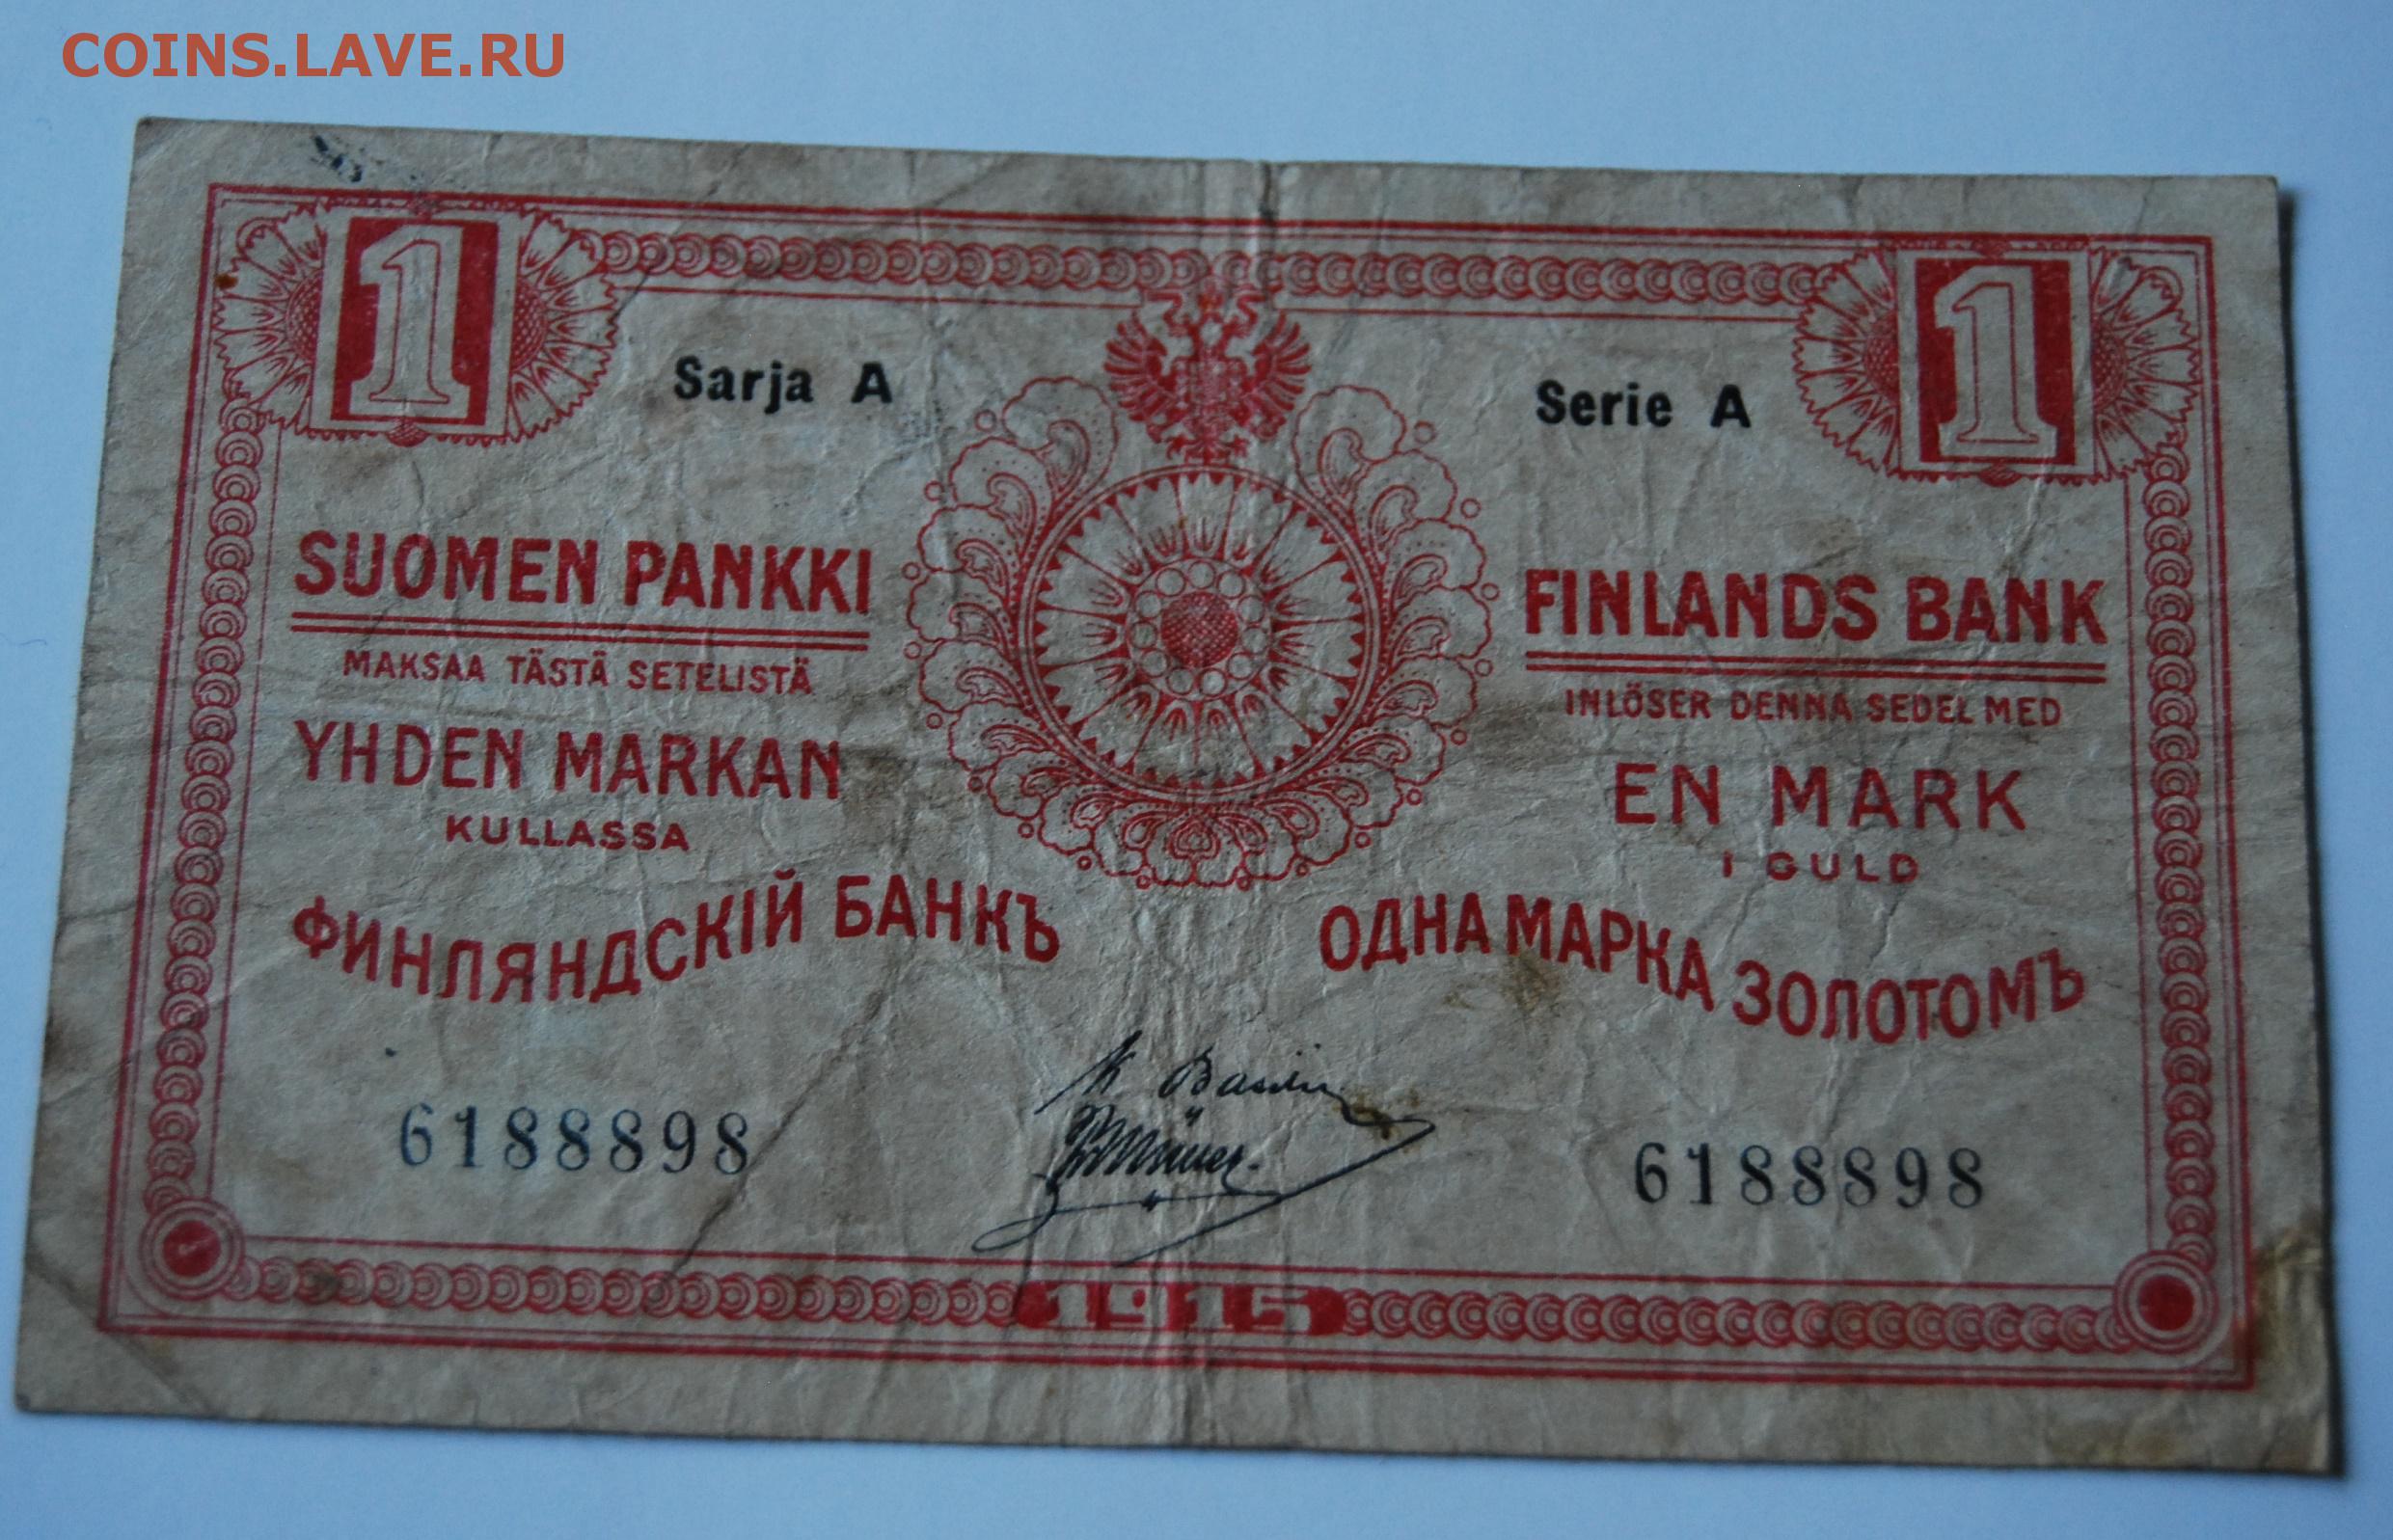 COINS.LAVE.RU
1 1
Sarja A Serie A
SUOMEN PANKKI
MAKSAA TÄSTÄ SETELISTÄ
YHDEN MARKAN
KULLASSA
FINLANDS BANK
INLÖSER DENNA SEDEL MED
EN MARK
I GULD
ФИНЛЯНДСКІЙ БАНКЪ
ОДНА МАРКА ЗОЛОТОМЪ
6188898 6188898
1915